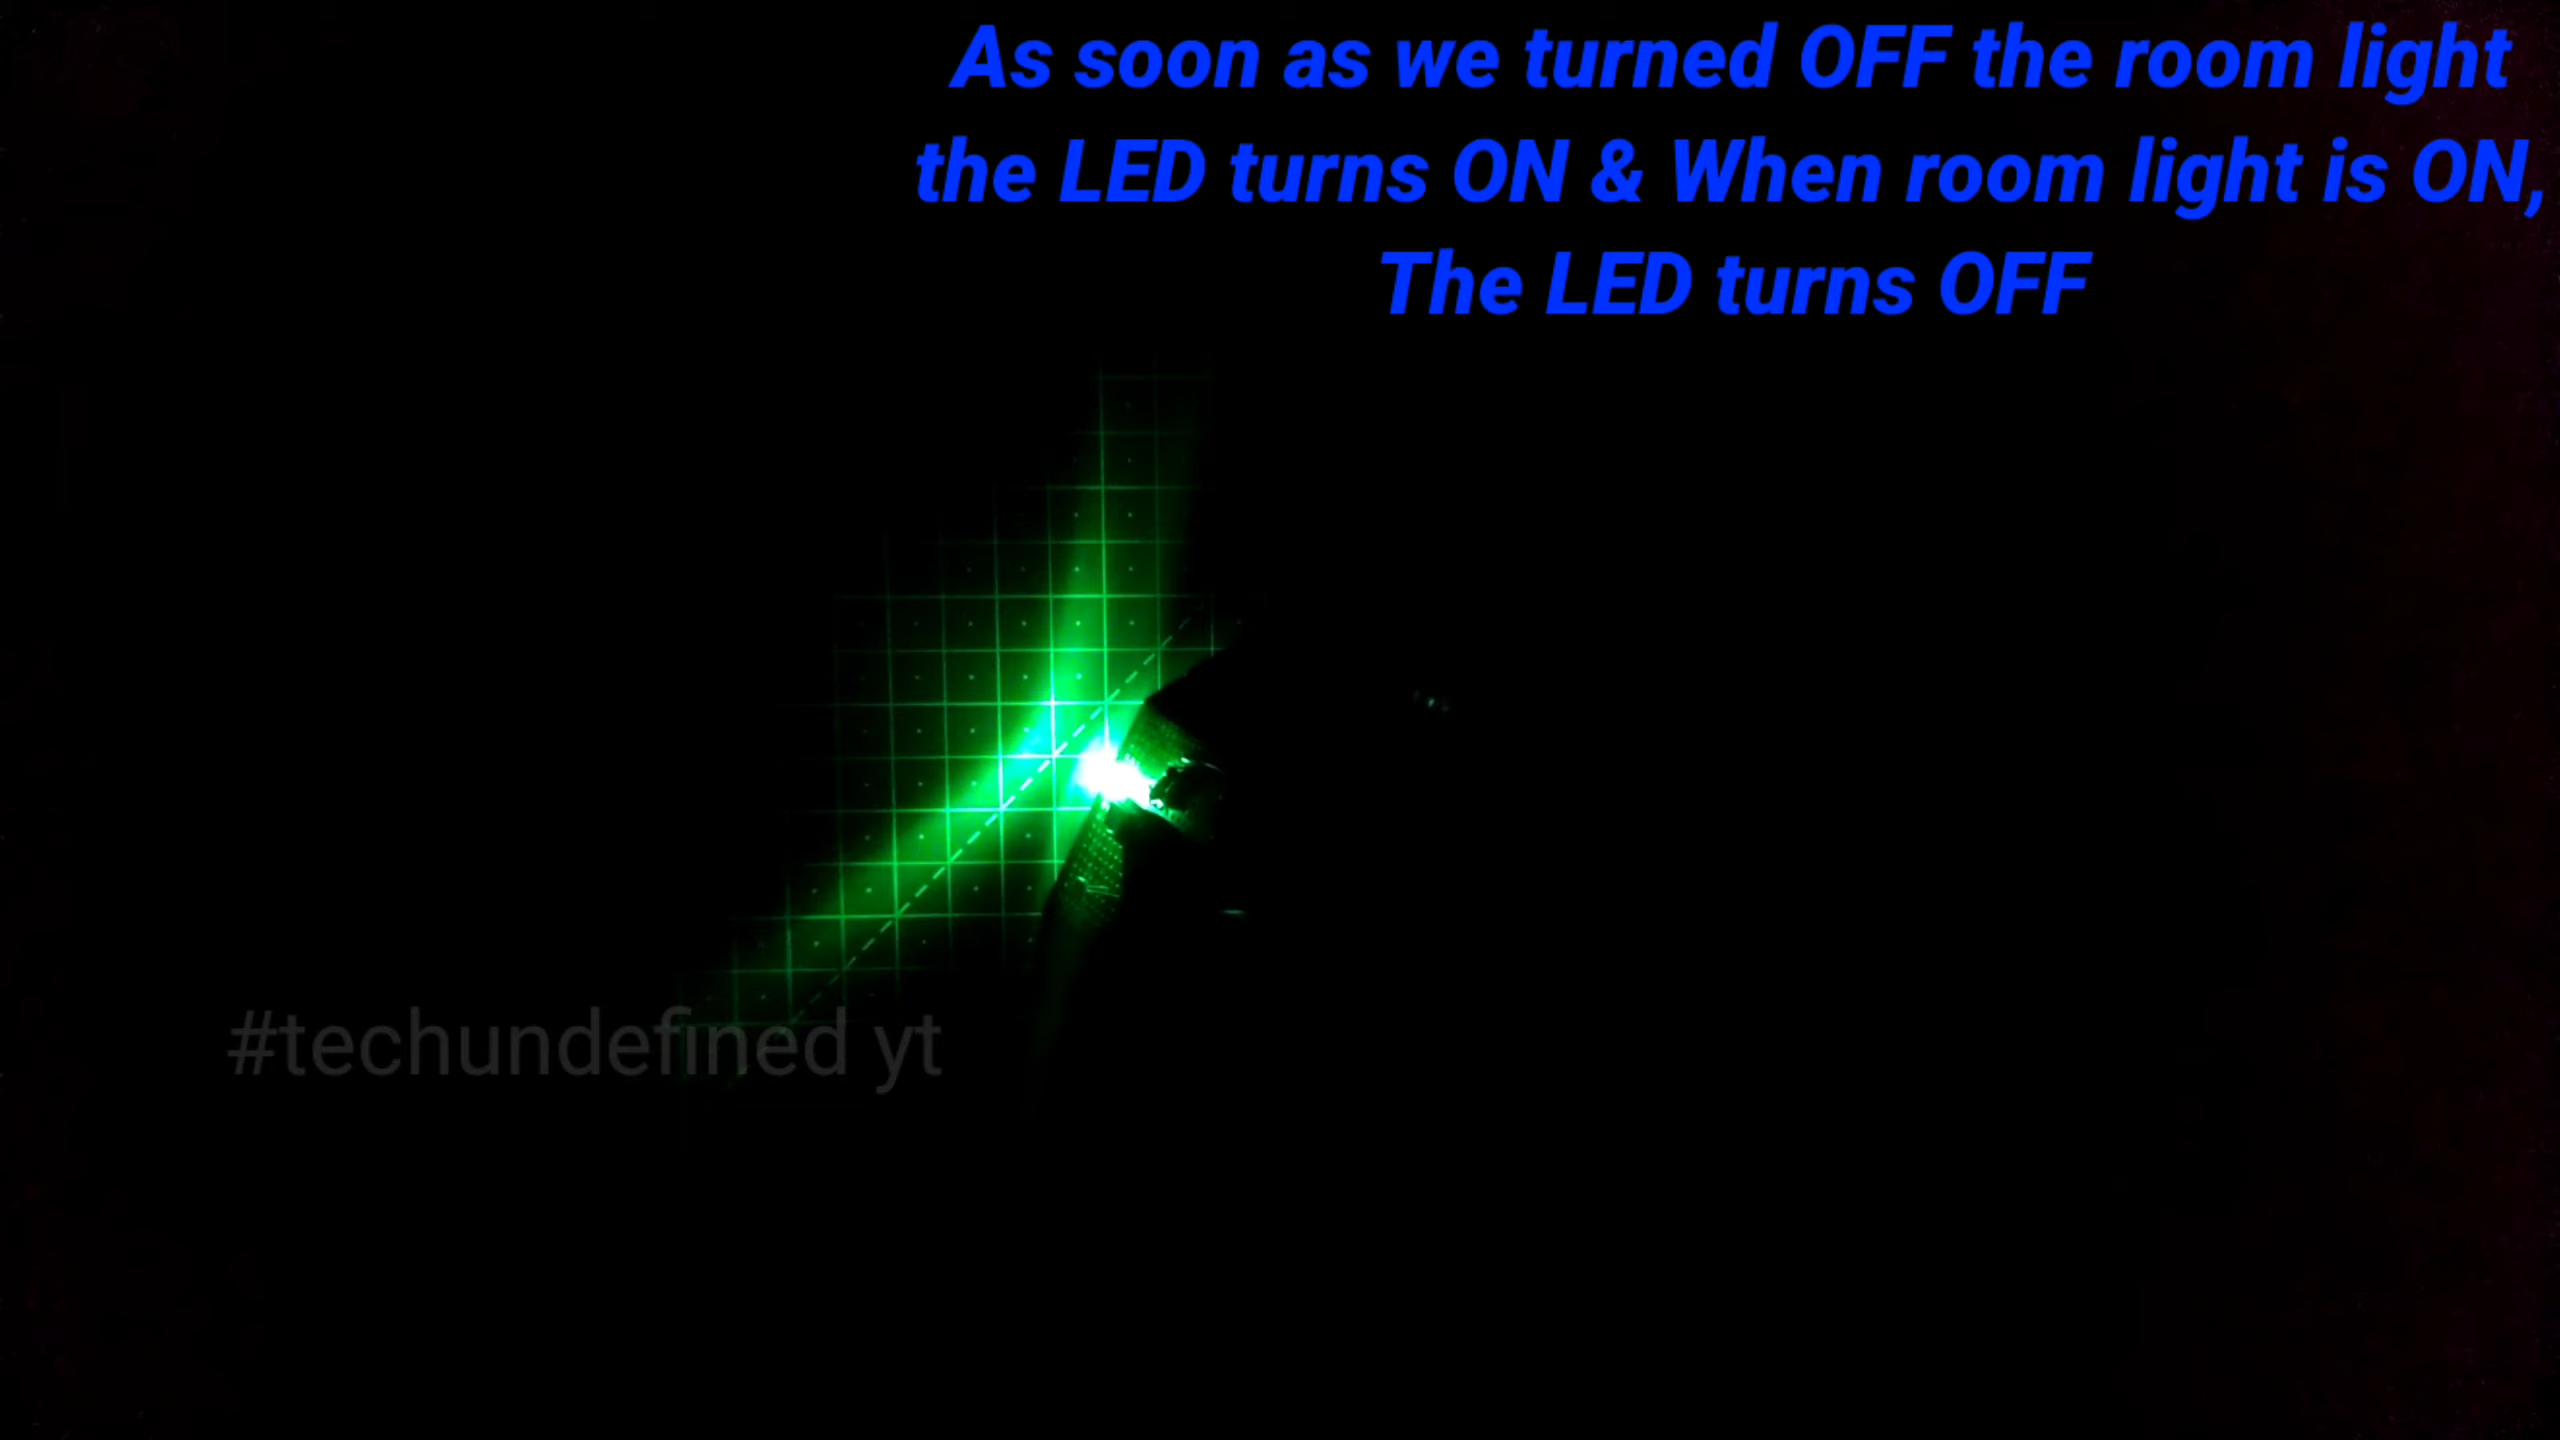 As soon as we turned OFF the room light
the LED turns ON & When room light is ON,
The LED turns OFF
#techundefined yt